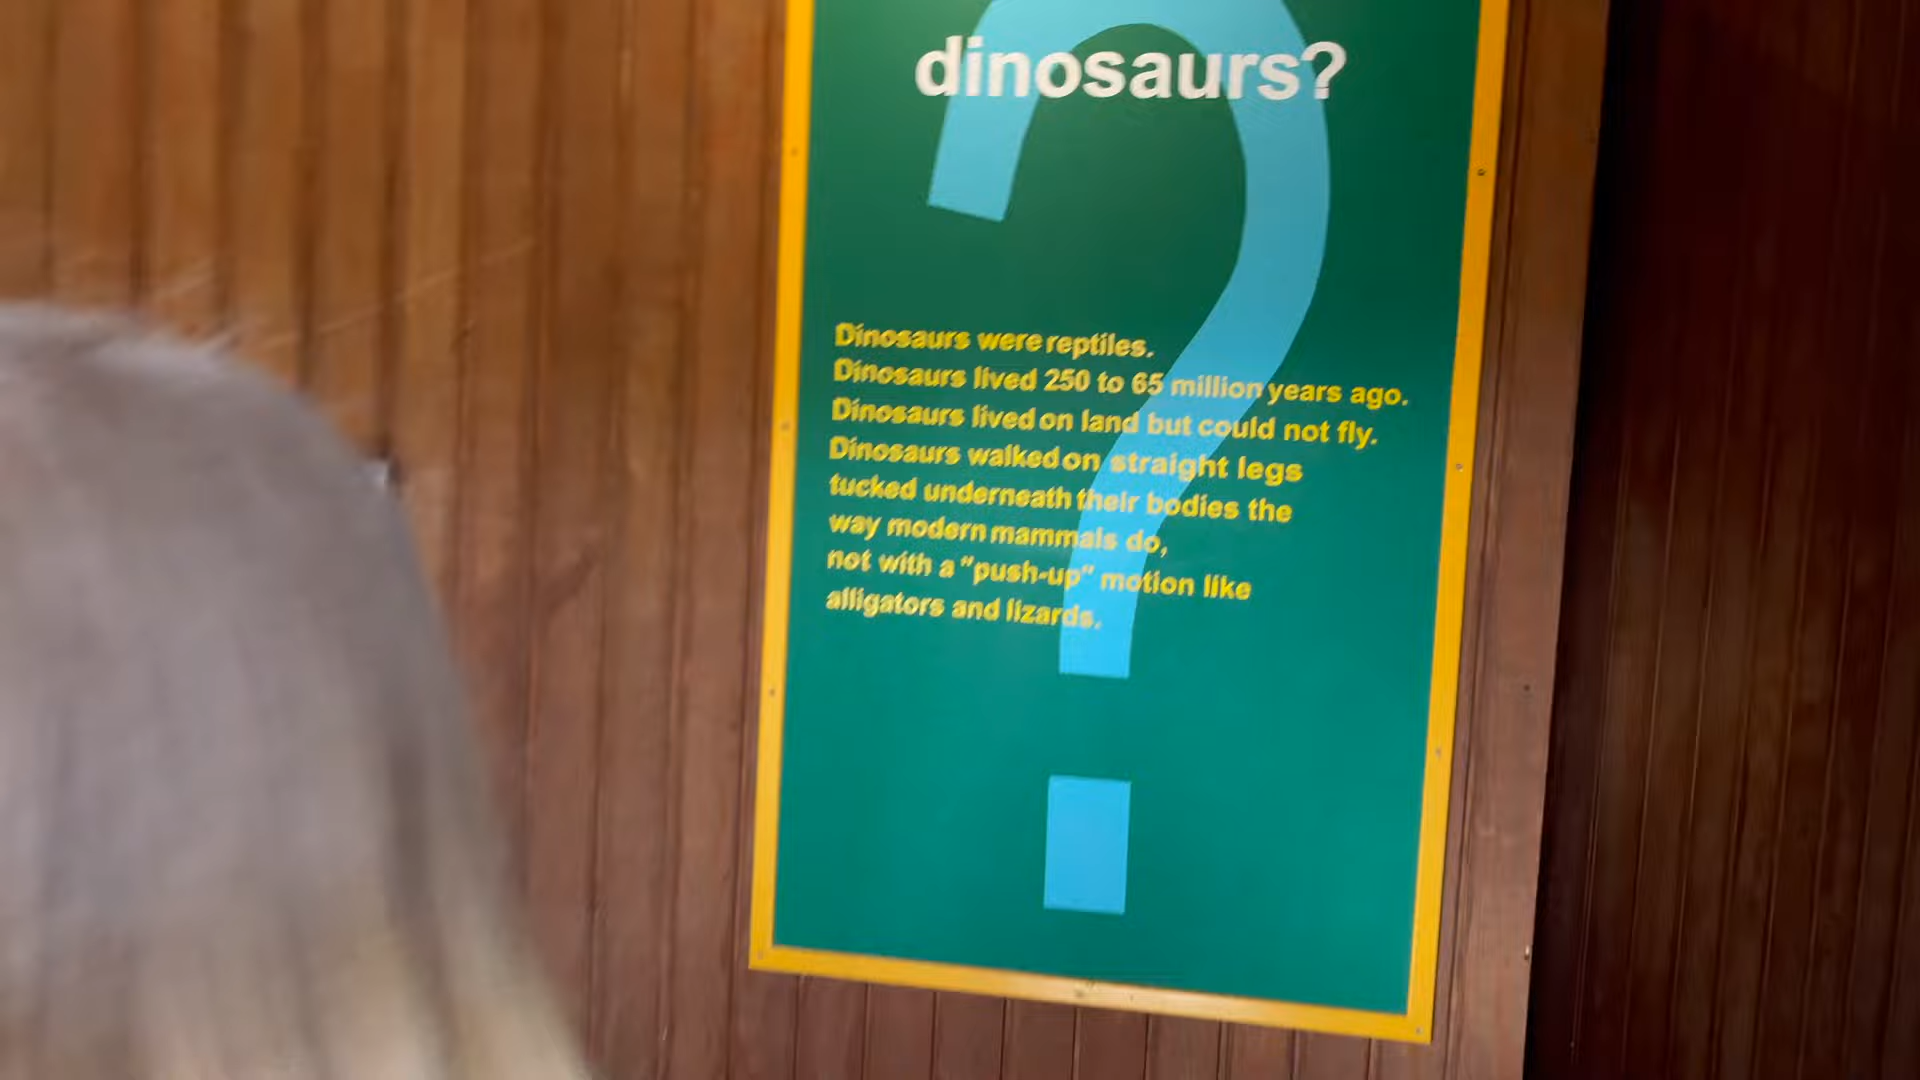 dinosaurs?
Dinosaurs were reptiles.
Dinosaurs lived 250 to 65 million years ago.
Dinosaurs lived on land but could not fly.
Dinosaurs walked on straight legs
tucked underneath their bodies the
way modern mammals do,
not with a "push-up" motion like
alligators and lizards.